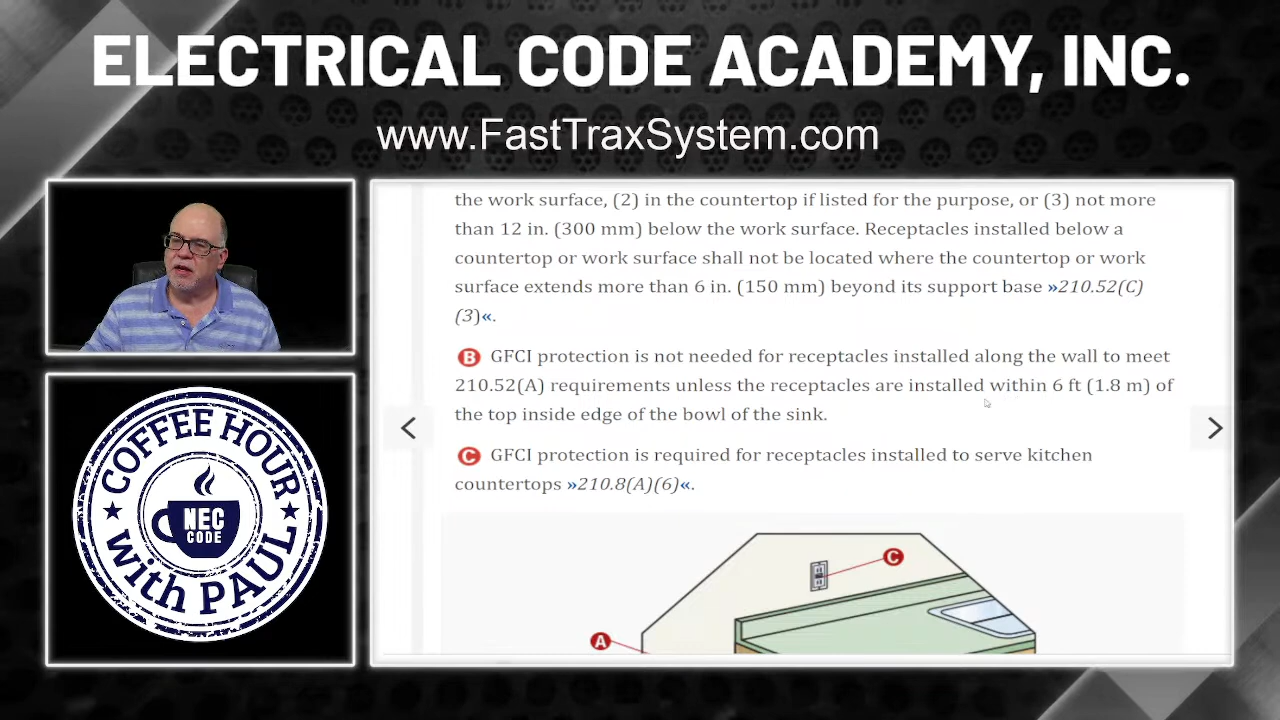 ELECTRICAL CODE ACADEMY, INC.
www.FastTraxSystem.com
the work surface, (2) in the countertop if listed for the purpose, or (3) not more
than 12 in. (300 mm) below the work surface. Receptacles installed below a
countertop or work surface shall not be located where the countertop or work
surface extends more than 6 in. (150 mm) beyond its support base »210.52(C)
(3)«.
B GFCI protection is not needed for receptacles installed along the wall to meet
210.52(A) requirements unless the receptacles are installed within 6 ft (1.8 m) of
the top inside edge of the bowl of the sink.
C GFCI protection is required for receptacles installed to serve kitchen
countertops »210.8(A)(6)«.
C
A
COFFEE HOUR
NEC
CODE
with PAUL